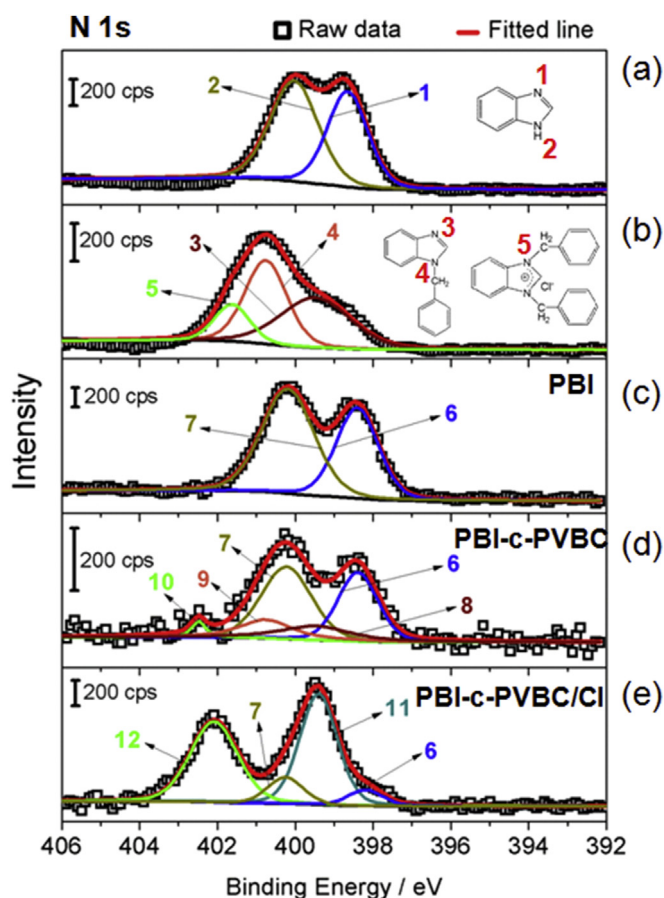 N 1s
Raw data
Fitted line
(a)
200 cps
2
1
1
N
N
H
2
(b)
200 cps
3
4
5
3
N
4
N
CH₂
5
N
CH₂
⊕
Cl⁻
N
CH₂
PBI
(c)
200 cps
7
6
PBI-c-PVBC
(d)
200 cps
7
6
9
10
8
PBI-c-PVBC/Cl
(e)
200 cps
7
11
12
6
Intensity
406 404 402 400 398 396 394 392
Binding Energy / eV